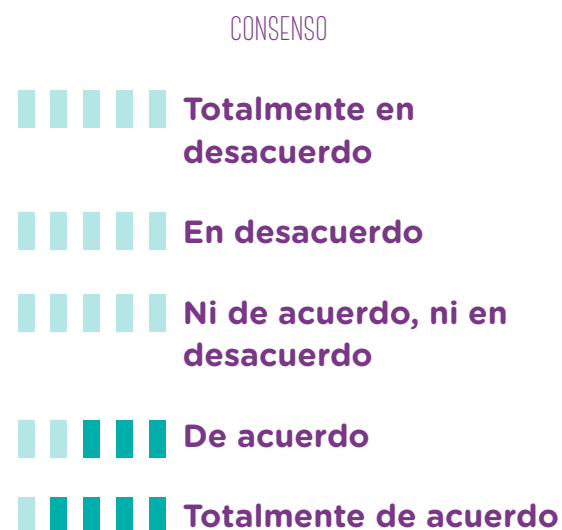 CONSENSO
Totalmente en
desacuerdo
En desacuerdo
Ni de acuerdo, ni en
desacuerdo
De acuerdo
Totalmente de acuerdo